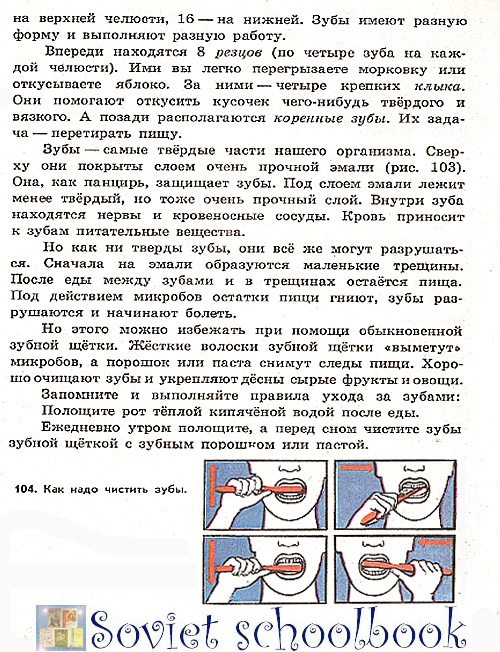 на верхней челюсти, 16 — на нижней. Зубы имеют разную
форму и выполняют разную работу.
Впереди находятся 8 резцов (по четыре зуба на каж-
дой челюсти). Ими вы легко перегрызаете морковку или
откусываете яблоко. За ними — четыре крепких клыка.
Они помогают откусить кусочек чего-нибудь твёрдого и
вязкого. А позади располагаются коренные зубы. Их зада-
ча — перетирать пищу.
Зубы — самые твёрдые части нашего организма. Свер-
ху они покрыты слоем очень прочной эмали (рис. 103).
Она, как панцирь, защищает зубы. Под слоем эмали лежит
менее твёрдый, но тоже очень прочный слой. Внутри зуба
находятся нервы и кровеносные сосуды. Кровь приносит
к зубам питательные вещества.
Но как ни тверды зубы, они всё же могут разрушать-
ся. Сначала на эмали образуются маленькие трещины.
После еды между зубами и в трещинах остаётся пища.
Под действием микробов остатки пищи гниют, зубы раз-
рушаются и начинают болеть.
Но этого можно избежать при помощи обыкновенной
зубной щётки. Жёсткие волоски зубной щётки «выметут»
микробов, а порошок или паста снимут следы пищи. Хоро-
шо очищают зубы и укрепляют дёсны сырые фрукты и овощи.
Запомните и выполняйте правила ухода за зубами:
Полощите рот тёплой кипячёной водой после еды.
Ежедневно утром полощите, а перед сном чистите зубы
зубной щёткой с зубным порошком или пастой.
104. Как надо чистить зубы.
Soviet schoolbook